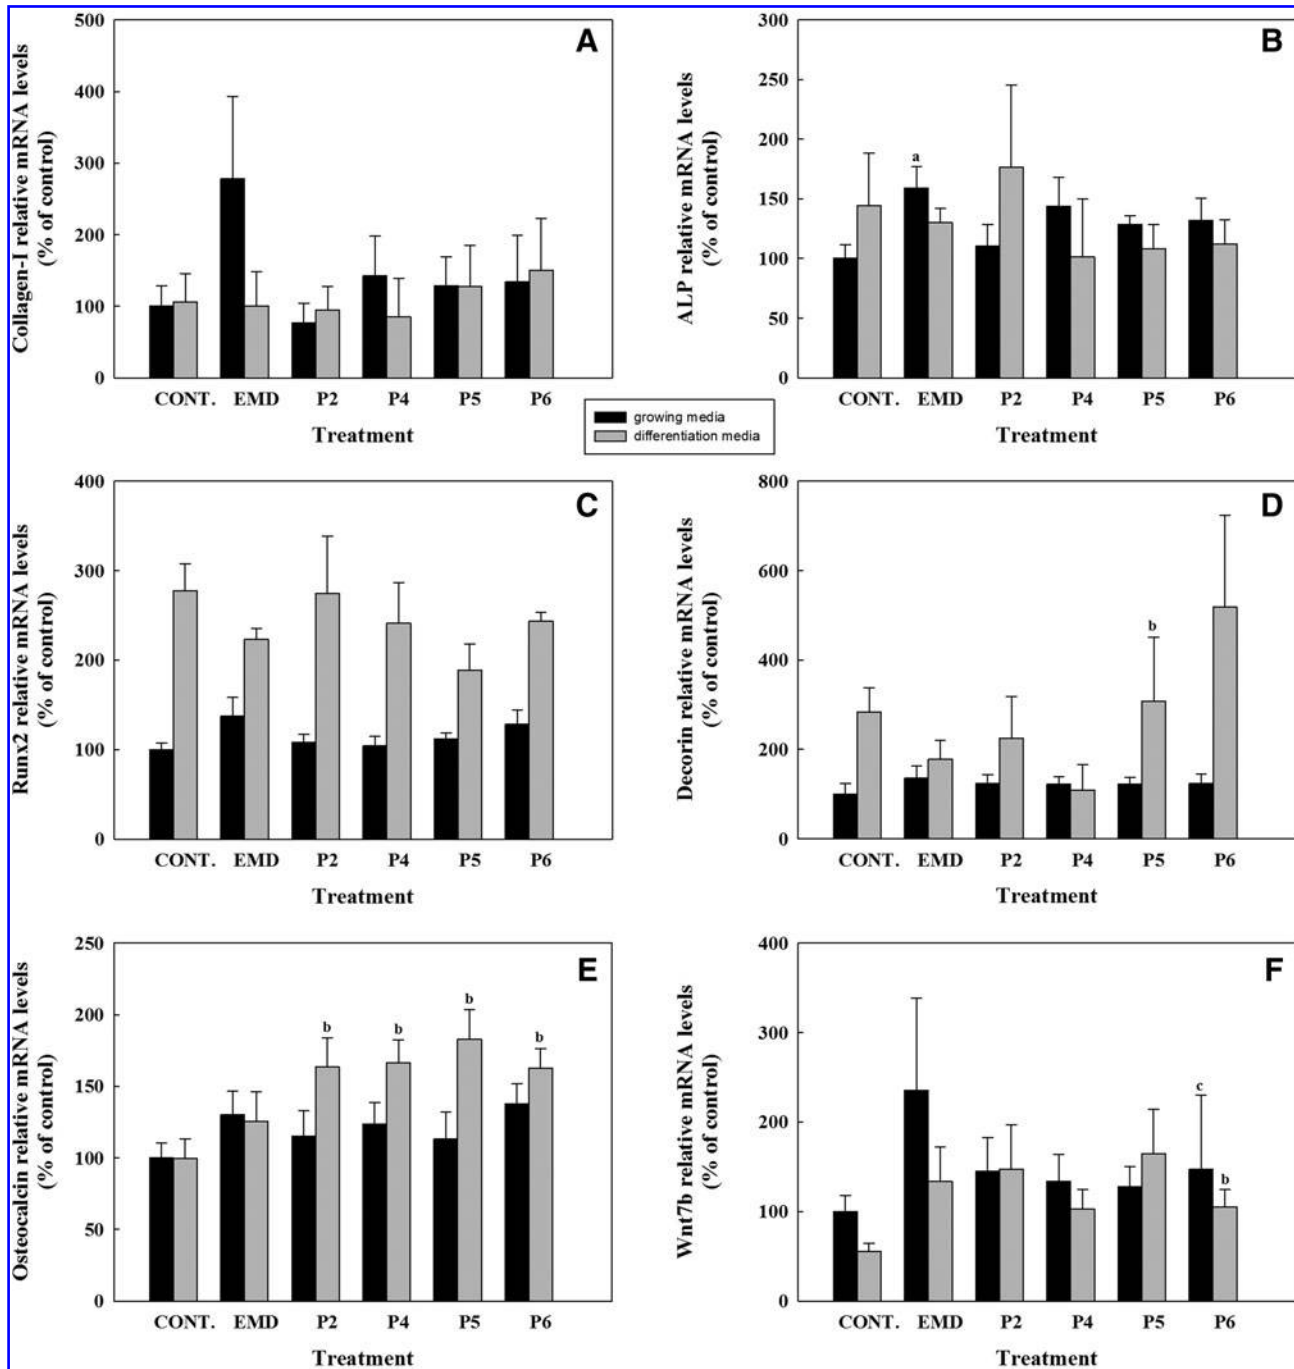 A
Collagen-I relative mRNA levels
(% of control)
500
400
300
200
100
0
CONT. EMD P2 P4 P5 P6
Treatment
B
ALP relative mRNA levels
(% of control)
300
250
200
150
100
50
0
a
CONT. EMD P2 P4 P5 P6
Treatment
growing media
differentiation media
C
Runx2 relative mRNA levels
(% of control)
400
300
200
100
0
CONT. EMD P2 P4 P5 P6
Treatment
D
Decorin relative mRNA levels
(% of control)
800
600
400
200
0
b
CONT. EMD P2 P4 P5 P6
Treatment
E
Osteocalcin relative mRNA levels
(% of control)
250
200
150
100
50
0
b b b b
CONT. EMD P2 P4 P5 P6
Treatment
F
Wnt7b relative mRNA levels
(% of control)
400
300
200
100
0
c
b
CONT. EMD P2 P4 P5 P6
Treatment